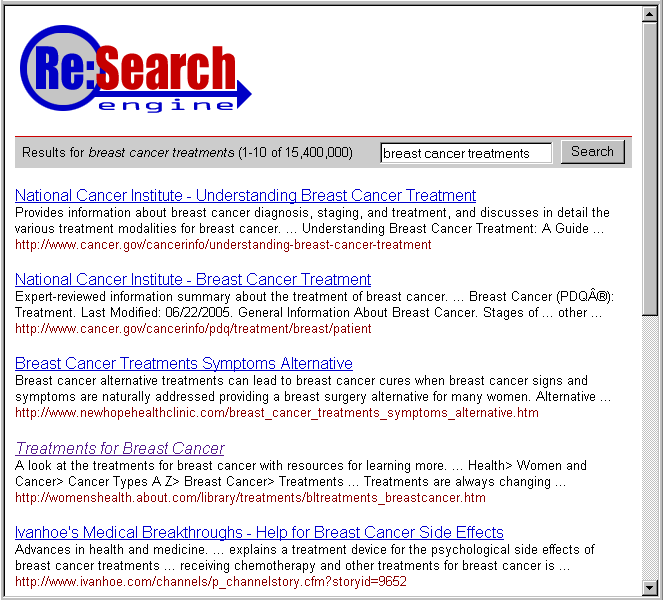 Re:Search
engine
Results for breast cancer treatments (1-10 of 15,400,000)
breast cancer treatments
Search
National Cancer Institute - Understanding Breast Cancer Treatment
Provides information about breast cancer diagnosis, staging, and treatment, and discusses in detail the
various treatment modalities for breast cancer. ... Understanding Breast Cancer Treatment: A Guide ...
http://www.cancer.gov/cancerinfo/understanding-breast-cancer-treatment
National Cancer Institute - Breast Cancer Treatment
Expert-reviewed information summary about the treatment of breast cancer. ... Breast Cancer (PDQÂ®):
Treatment. Last Modified: 06/22/2005. General Information About Breast Cancer. Stages of ... other ...
http://www.cancer.gov/cancerinfo/pdq/treatment/breast/patient
Breast Cancer Treatments Symptoms Alternative
Breast cancer alternative treatments can lead to breast cancer cures when breast cancer signs and
symptoms are naturally addressed providing a breast surgery alternative for many women. Alternative ...
http://www.newhopehealthclinic.com/breast_cancer_treatments_symptoms_alternative.htm
Treatments for Breast Cancer
A look at the treatments for breast cancer with resources for learning more. ... Health> Women and
Cancer> Cancer Types A Z> Breast Cancer> Treatments ... Treatments are always changing ...
http://womenshealth.about.com/library/treatments/bltreatments_breastcancer.htm
Ivanhoe's Medical Breakthroughs - Help for Breast Cancer Side Effects
Advances in health and medicine. ... explains a treatment device for the psychological side effects of
breast cancer treatments ... receiving chemotherapy and other treatments for breast cancer is ...
http://www.ivanhoe.com/channels/p_channelstory.cfm?storyid=9652